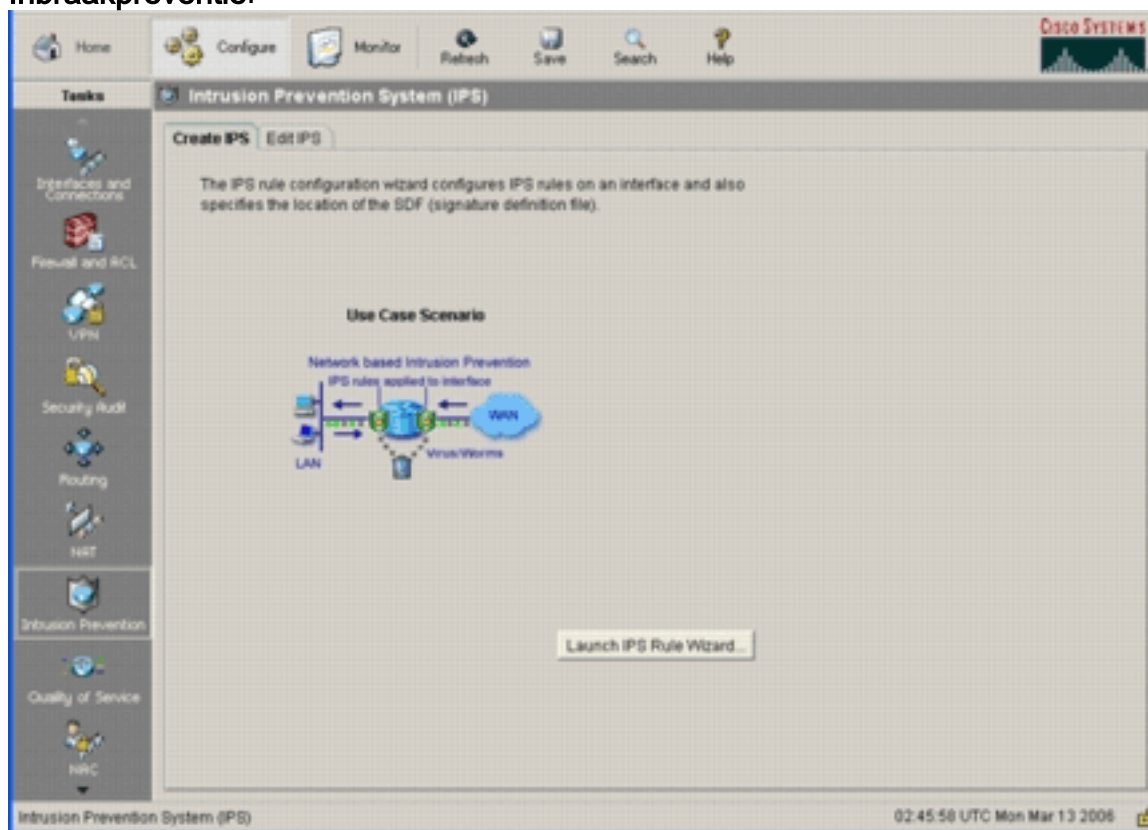 inbraakpreventie.
Home
Configure
Monitor
Refresh
Save
Search
Help
CISCO SYSTEMS
Tasks
Intrusion Prevention System (IPS)
Create IPS
Edit IPS
The IPS rule configuration wizard configures IPS rules on an interface and also
specifies the location of the SDF (signature definition file).
Use Case Scenario
Network based Intrusion Prevention
IPS rules applied to interface
WAN
LAN
Virus/Worms
Launch IPS Rule Wizard...
Interfaces and
Connections
Firewall and ACL
VPN
Security Audit
Routing
NAT
Intrusion Prevention
Quality of Service
NAC
Intrusion Prevention System (IPS)
02:45:58 UTC Mon Mar 13 2006